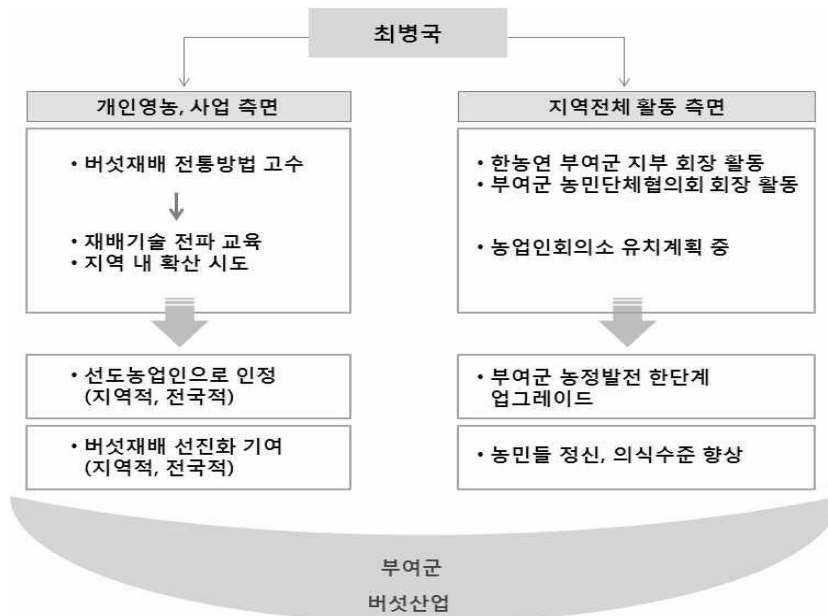 최병국
개인영농, 사업 측면
• 버섯재배 전통방법 고수
• 재배기술 전파 교육
• 지역 내 확산 시도
• 선도농업인으로 인정
(지역적, 전국적)
• 버섯재배 선진화 기여
(지역적, 전국적)
지역전체 활동 측면
• 한농연 부여군 지부 회장 활동
• 부여군 농민단체협의회 회장 활동
• 농업인회의소 유치계획 중
• 부여군 농정발전 한단계
업그레이드
• 농민들 정신, 의식수준 향상
부여군
버섯산업